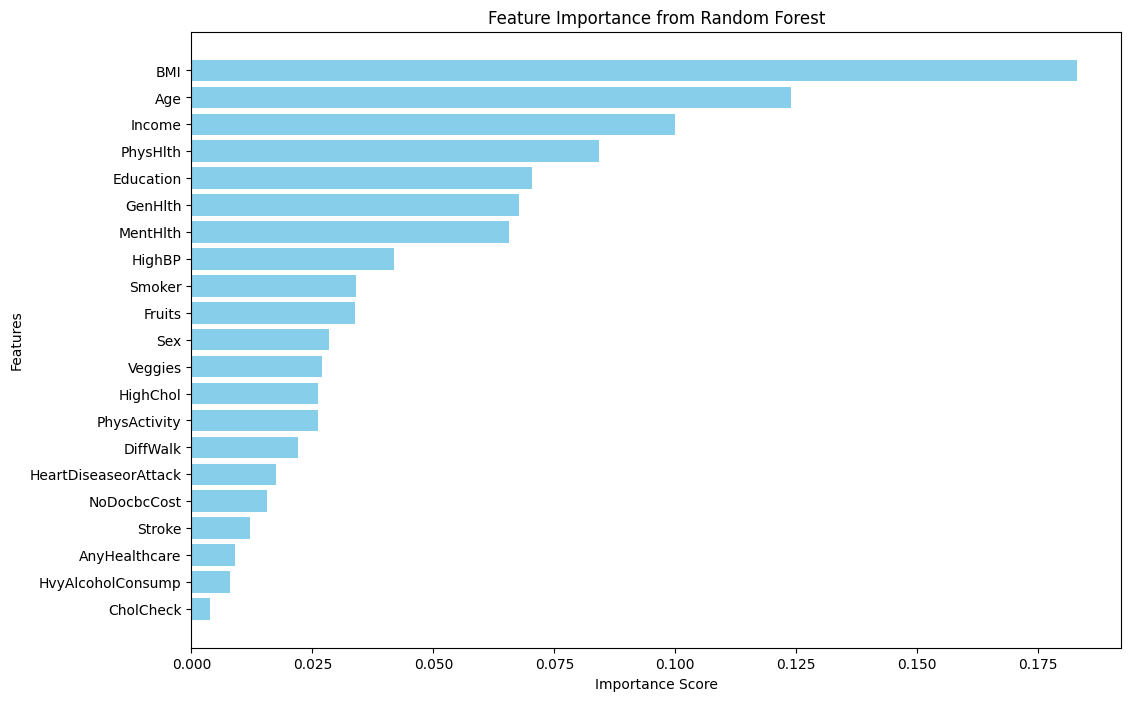 Feature Importance from Random Forest
Features
BMI
Age
Income
PhysHlth
Education
GenHlth
MentHlth
HighBP
Smoker
Fruits
Sex
Veggies
HighChol
PhysActivity
DiffWalk
HeartDiseaseorAttack
NoDocbcCost
Stroke
AnyHealthcare
HvyAlcoholConsump
CholCheck
0.000 0.025 0.050 0.075 0.100 0.125 0.150 0.175
Importance Score